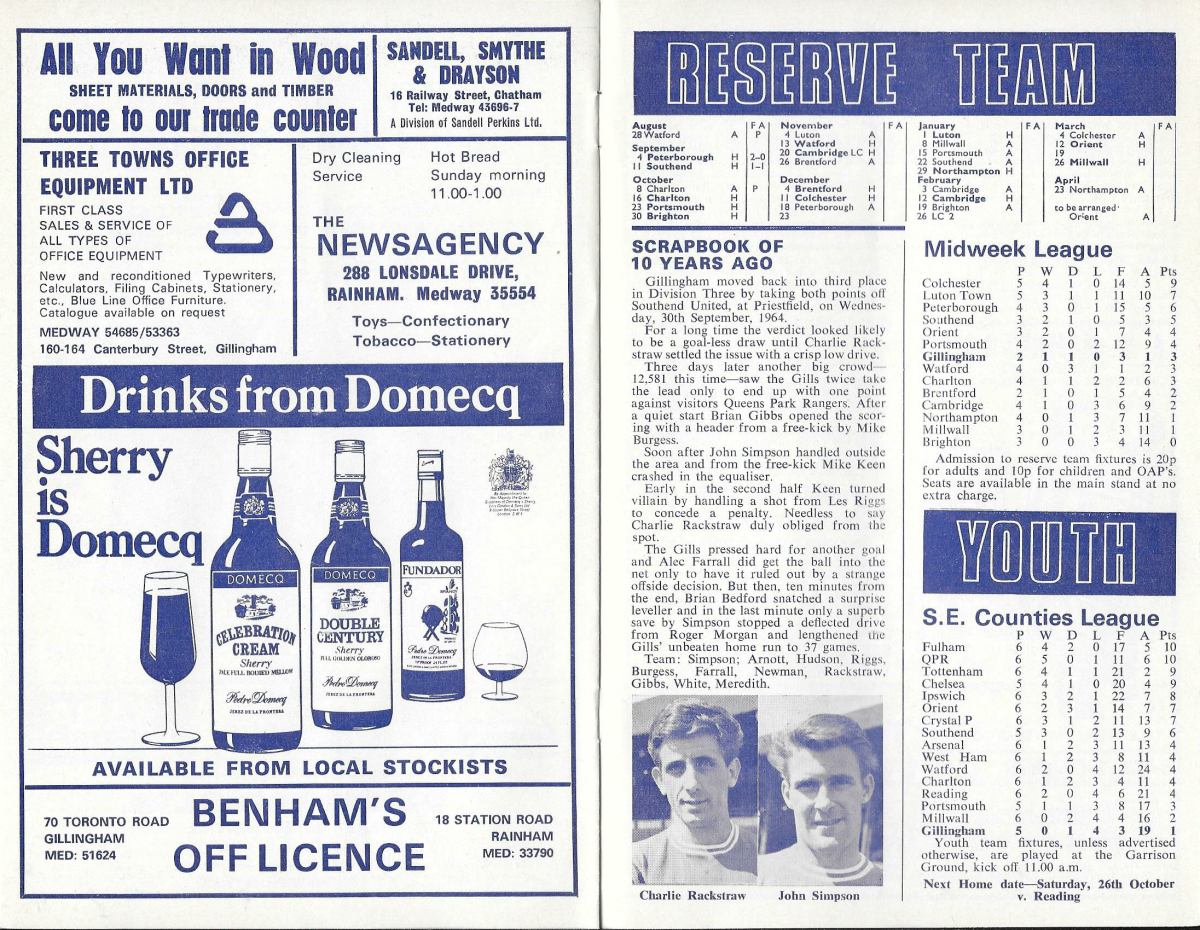 All You Want in Wood
SHEET MATERIALS, DOORS and TIMBER
come to our trade counter
SANDELL, SMYTHE
& DRAYSON
16 Railway Street, Chatham
Tel: Medway 43696-7
A Division of Sandell Perkins Ltd.
THREE TOWNS OFFICE
EQUIPMENT LTD
FIRST CLASS
SALES & SERVICE OF
ALL TYPES OF
OFFICE EQUIPMENT
New and reconditioned Typewriters,
Calculators, Filing Cabinets, Stationery,
etc., Blue Line Office Furniture.
Catalogue available on request
MEDWAY 54685/53363
160-164 Canterbury Street, Gillingham
Dry Cleaning
Service
Hot Bread
Sunday morning
11.00-1.00
THE
NEWSAGENCY
288 LONSDALE DRIVE,
RAINHAM. Medway 35554
Toys—Confectionary
Tobacco—Stationery
Drinks from Domecq
Sherry
is
Domecq
DOMECQ
CELEBRATION
CREAM
Sherry
PALE FULL BODIED MELLOW
Pedro Domecq
JEREZ DE LA FRONTERA
DOMECQ
DOUBLE
CENTURY
Sherry
FULL GOLDEN OLOROSO
Pedro Domecq
JEREZ DE LA FRONTERA
FUNDADOR
Pedro Domecq
JEREZ DE LA FRONTERA
By Appointment to
Her Majesty the Queen
AVAILABLE FROM LOCAL STOCKISTS
70 TORONTO ROAD
GILLINGHAM
MED: 51624
BENHAM'S
OFF LICENCE
18 STATION ROAD
RAINHAM
MED: 33790
RESERVE TEAM
August F A
28 Watford A P
September
4 Peterborough H 2–0
11 Southend H 1–1
October
8 Charlton A P
16 Charlton H
23 Portsmouth H
30 Brighton H
November F A
4 Luton A
13 Watford H
20 Cambridge LC H
26 Brentford A
December
4 Brentford H
11 Colchester H
18 Peterborough A
23
January F A
1 Luton H
8 Millwall A
15 Portsmouth A
22 Southend A
29 Northampton H
February
3 Cambridge A
12 Cambridge H
19 Brighton A
26 LC 2
March F A
4 Colchester A
12 Orient H
19
26 Millwall H
April
23 Northampton A
to be arranged
Orient A
SCRAPBOOK OF
10 YEARS AGO
Gillingham moved back into third place
in Division Three by taking both points off
Southend United, at Priestfield, on Wednes-
day, 30th September, 1964.
For a long time the verdict looked likely
to be a goal-less draw until Charlie Rack-
straw settled the issue with a crisp low drive.
Three days later another big crowd—
12,581 this time—saw the Gills twice take
the lead only to end up with one point
against visitors Queens Park Rangers. After
a quiet start Brian Gibbs opened the scor-
ing with a header from a free-kick by Mike
Burgess.
Soon after John Simpson handled outside
the area and from the free-kick Mike Keen
crashed in the equaliser.
Early in the second half Keen turned
villain by handling a shot from Les Riggs
to concede a penalty. Needless to say
Charlie Rackstraw duly obliged from the
spot.
The Gills pressed hard for another goal
and Alec Farrall did get the ball into the
net only to have it ruled out by a strange
offside decision. But then, ten minutes from
the end, Brian Bedford snatched a surprise
leveller and in the last minute only a superb
save by Simpson stopped a deflected drive
from Roger Morgan and lengthened the
Gills' unbeaten home run to 37 games.
Team: Simpson; Arnott, Hudson, Riggs,
Burgess, Farrall, Newman, Rackstraw,
Gibbs, White, Meredith.
Charlie Rackstraw
John Simpson
Midweek League
P W D L F A Pts
Colchester 5 4 1 0 14 5 9
Luton Town 5 3 1 1 11 10 7
Peterborough 4 3 0 1 15 5 6
Southend 3 2 1 0 5 3 5
Orient 3 2 0 1 7 4 4
Portsmouth 4 2 0 2 12 9 4
Gillingham 2 1 1 0 3 1 3
Watford 4 0 3 1 1 2 3
Charlton 4 1 1 2 2 6 3
Brentford 2 1 0 1 5 4 2
Cambridge 4 1 0 3 6 9 2
Northampton 4 0 1 3 7 11 1
Millwall 3 0 1 2 3 11 1
Brighton 3 0 0 3 4 14 0
Admission to reserve team fixtures is 20p
for adults and 10p for children and OAP's.
Seats are available in the main stand at no
extra charge.
YOUTH
S.E. Counties League
P W D L F A Pts
Fulham 6 4 2 0 17 5 10
QPR 6 5 0 1 11 6 10
Tottenham 6 4 1 1 21 2 9
Chelsea 5 4 1 0 20 4 9
Ipswich 6 3 2 1 22 7 8
Orient 6 2 3 1 14 7 7
Crystal P 6 3 1 2 11 13 7
Southend 5 3 0 2 13 9 6
Arsenal 6 1 2 3 11 13 4
West Ham 6 1 2 3 8 11 4
Watford 6 2 0 4 12 24 4
Charlton 6 1 2 3 4 11 4
Reading 6 2 0 4 6 21 4
Portsmouth 5 1 1 3 8 17 3
Millwall 6 0 2 4 4 16 2
Gillingham 5 0 1 4 3 19 1
Youth team fixtures, unless advertised
otherwise, are played at the Garrison
Ground, kick off 11.00 a.m.
Next Home date—Saturday, 26th October
v. Reading